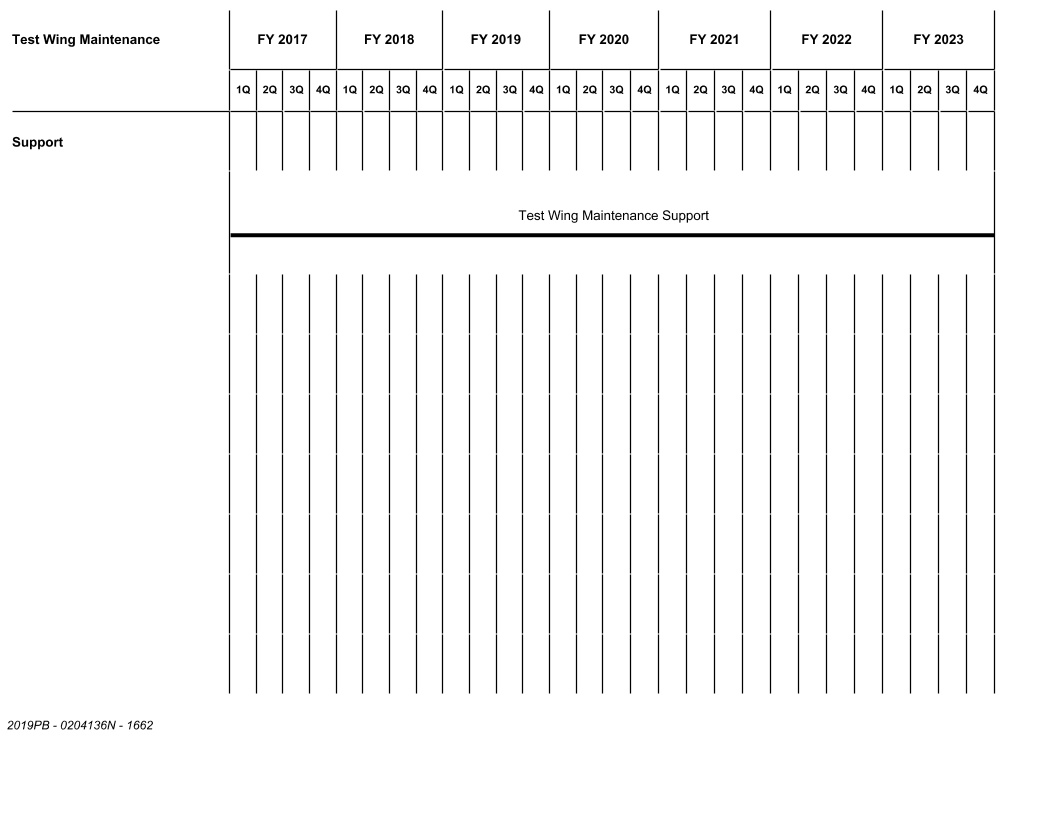 Test Wing Maintenance FY 2017 FY 2018 FY 2019 FY 2020 FY 2021 FY 2022 FY 2023
1Q 2Q 3Q 4Q 1Q 2Q 3Q 4Q 1Q 2Q 3Q 4Q 1Q 2Q 3Q 4Q 1Q 2Q 3Q 4Q 1Q 2Q 3Q 4Q 1Q 2Q 3Q 4Q
Support
Test Wing Maintenance Support
2019PB - 0204136N - 1662